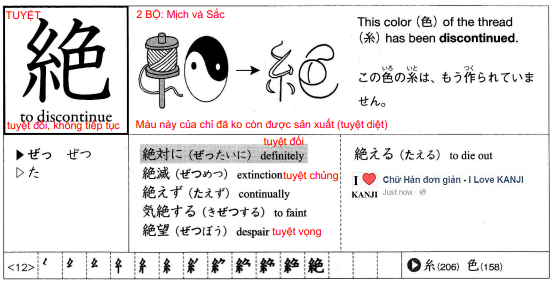 TUYỆT
絶
to discontinue
tuyệt đối, không tiếp tục
2 BỘ: Mịch và Sắc
Màu này của chỉ đã ko còn được sản xuất (tuyệt diệt)
This color (色) of the thread
(糸) has been discontinued.
いろ いと つく
この色の糸は、もう作られていま
せん。
▶ ぜっ ぜつ
▷ た
tuyệt đối
絶対に（ぜったいに） definitely
絶滅（ぜつめつ） extinction tuyệt chủng
絶えず（たえず） continually
気絶する（きぜつする） to faint
絶望（ぜつぼう） despair tuyệt vọng
絶える（たえる） to die out
I ❤ KANJI
Chữ Hán đơn giản - I Love KANJI
Just now
<12>
糸(206) 色(158)